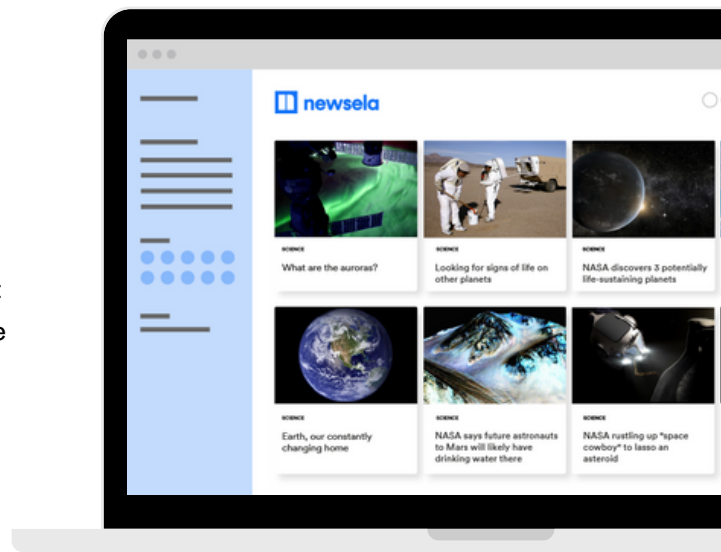 newsela
SCIENCE
What are the auroras?
SCIENCE
Looking for signs of life on
other planets
SCIENCE
NASA discovers 3 potentially
life-sustaining planets
SCIENCE
Earth, our constantly
changing home
SCIENCE
NASA says future astronauts
to Mars will likely have
drinking water there
SCIENCE
NASA rustling up "space
cowboy" to lasso an
asteroid
e